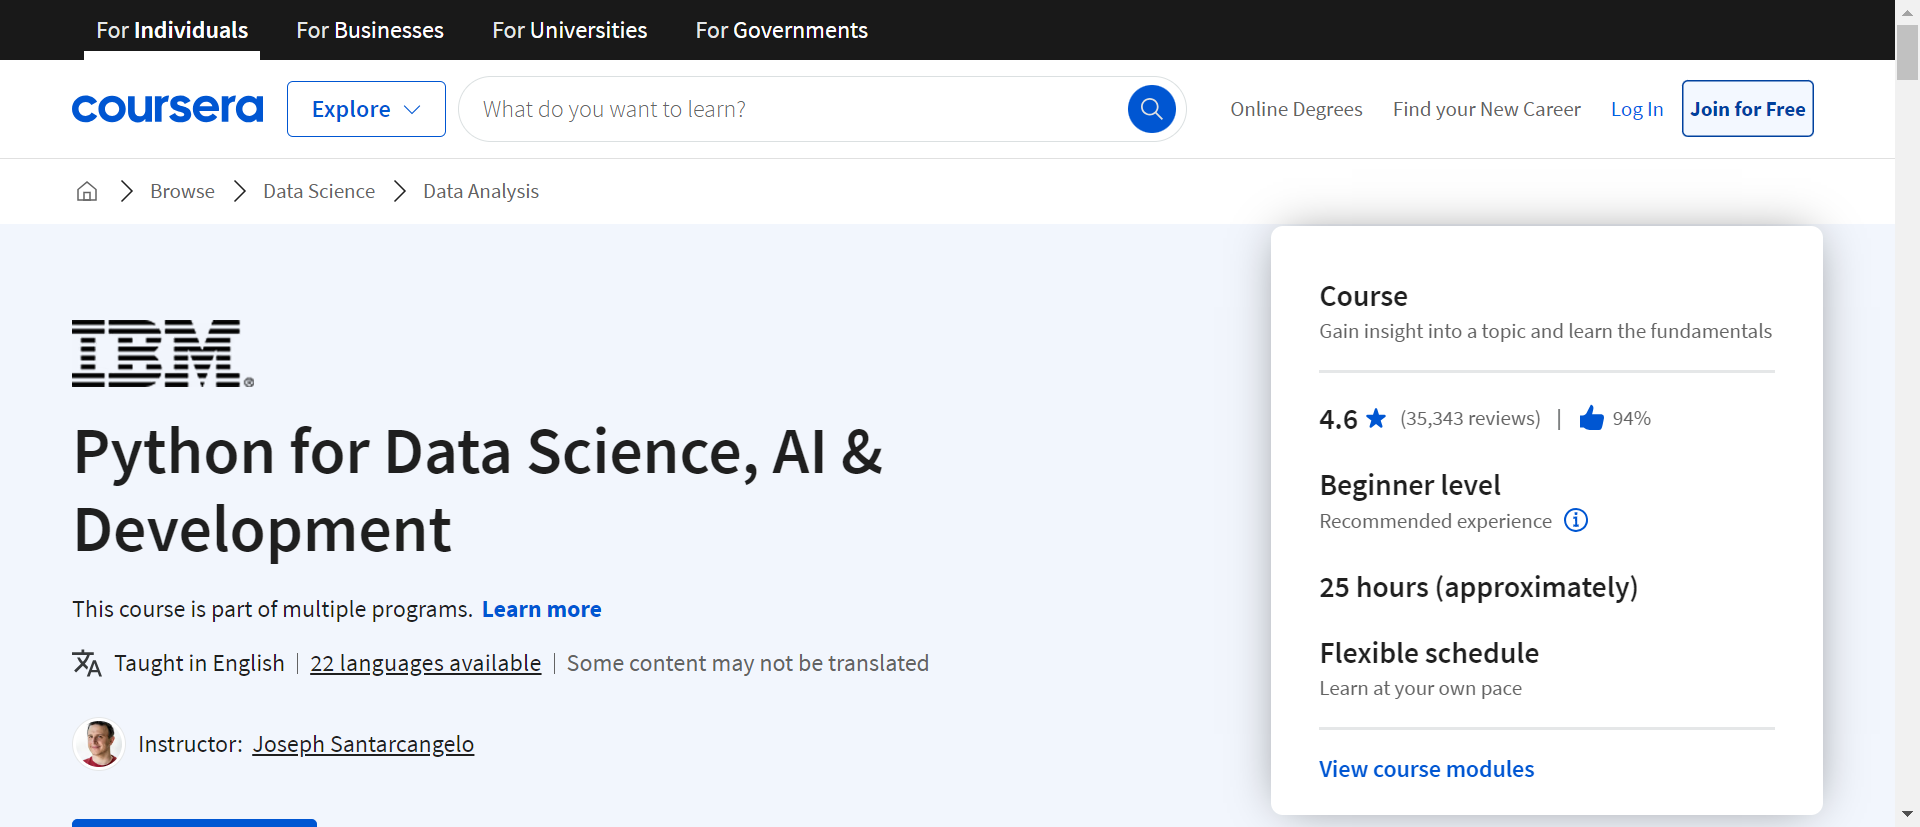 For Individuals For Businesses For Universities For Governments
coursera Explore What do you want to learn? Online Degrees Find your New Career Log In Join for Free
Browse Data Science Data Analysis
IBM®
Python for Data Science, AI &
Development
This course is part of multiple programs. Learn more
Taught in English | 22 languages available | Some content may not be translated
Instructor: Joseph Santarcangelo
Course
Gain insight into a topic and learn the fundamentals
4.6 (35,343 reviews) | 94%
Beginner level
Recommended experience
25 hours (approximately)
Flexible schedule
Learn at your own pace
View course modules